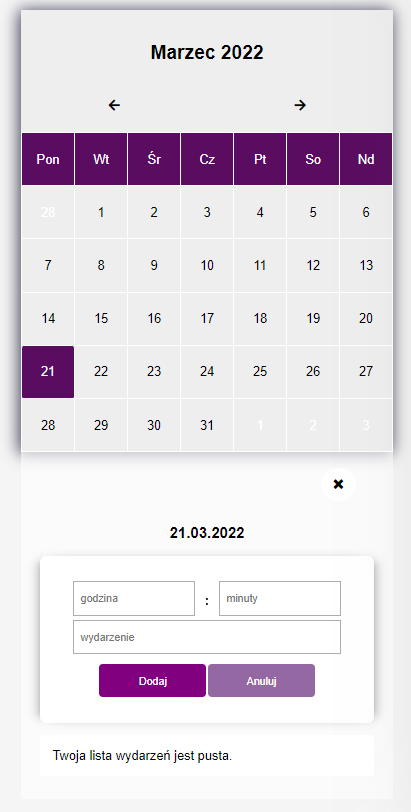 Marzec 2022
← →
Pon Wt Śr Cz Pt So Nd
28 1 2 3 4 5 6
7 8 9 10 11 12 13
14 15 16 17 18 19 20
21 22 23 24 25 26 27
28 29 30 31 1 2 3
✖
21.03.2022
godzina : minuty
wydarzenie
Dodaj Anuluj
Twoja lista wydarzeń jest pusta.